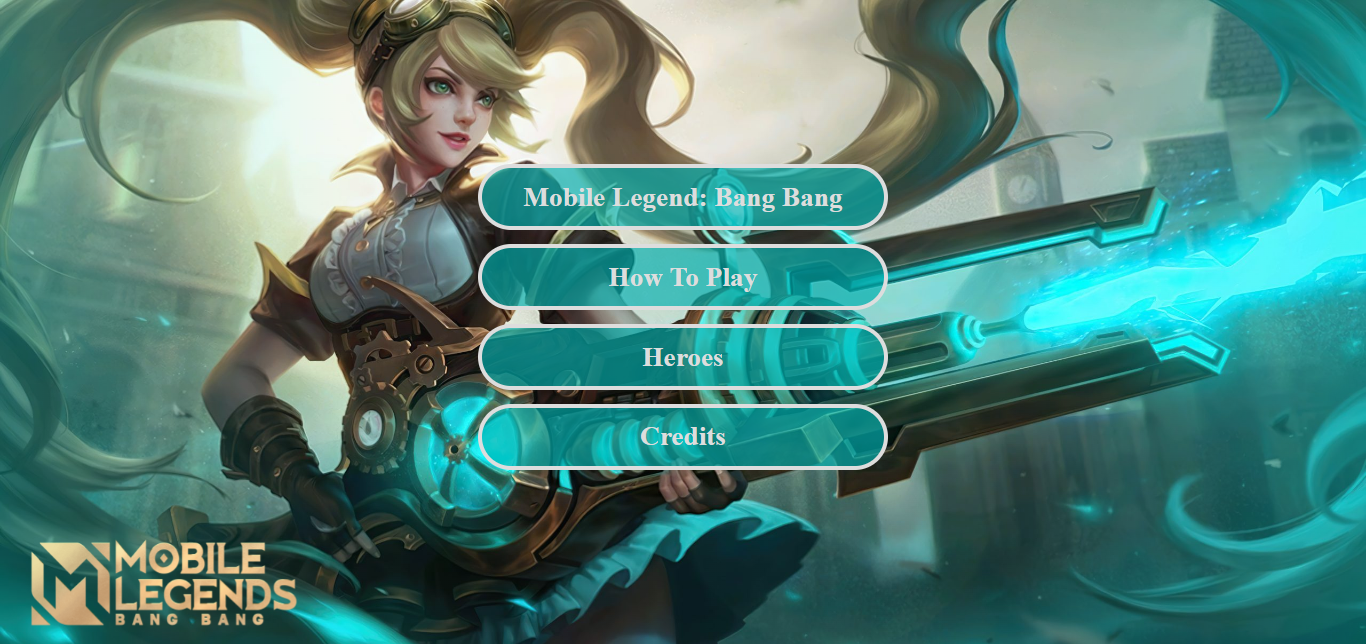 Mobile Legend: Bang Bang
How To Play
Heroes
Credits
MOBILE
LEGENDS
BANG BANG